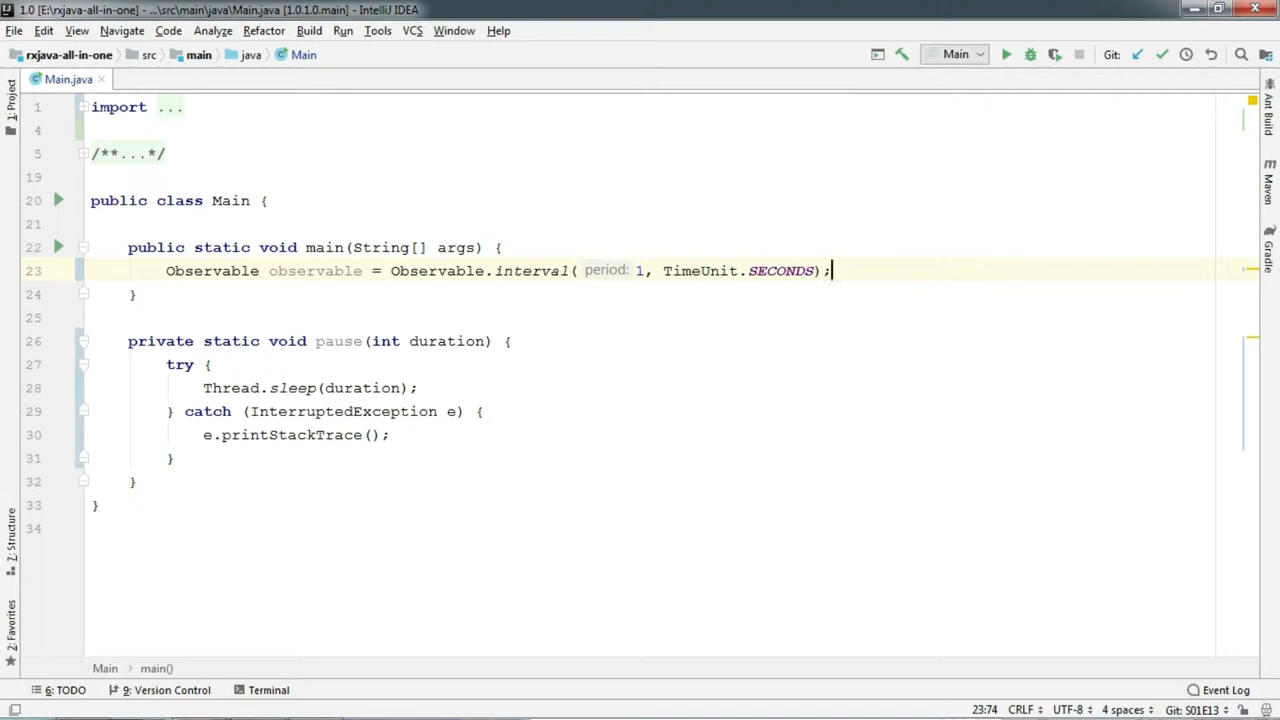 1.0 [E:\rxjava-all-in-one] - ...\src\main\java\Main.java [1.0.1.0.main] - IntelliJ IDEA
File Edit View Navigate Code Analyze Refactor Build Run Tools VCS Window Help
rxjava-all-in-one src main java Main Main Git:
Main.java
1: Project
Ant Build
Maven
Gradle
1 import ...
4
5 /**...*/
19
20 public class Main {
21
22 public static void main(String[] args) {
23 Observable observable = Observable.interval( period: 1, TimeUnit.SECONDS);
24 }
25
26 private static void pause(int duration) {
27 try {
28 Thread.sleep(duration);
29 } catch (InterruptedException e) {
30 e.printStackTrace();
31 }
32 }
33 }
34
7: Structure
2: Favorites
Main main()
6: TODO 9: Version Control Terminal Event Log
23:74 CRLF UTF-8 4 spaces Git: S01E13